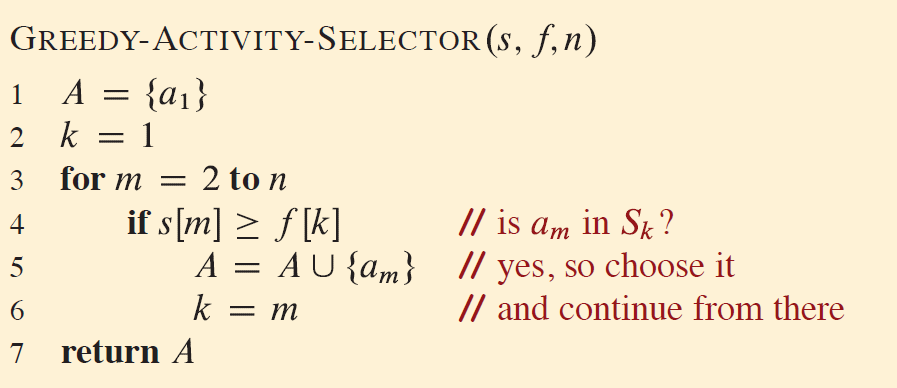 GREEDY-ACTIVITY-SELECTOR(s, f, n)
1 A = {a₁}
2 k = 1
3 for m = 2 to n
4 if s[m] ≥ f[k] // is aₘ in Sₖ?
5 A = A ∪ {aₘ} // yes, so choose it
6 k = m // and continue from there
7 return A